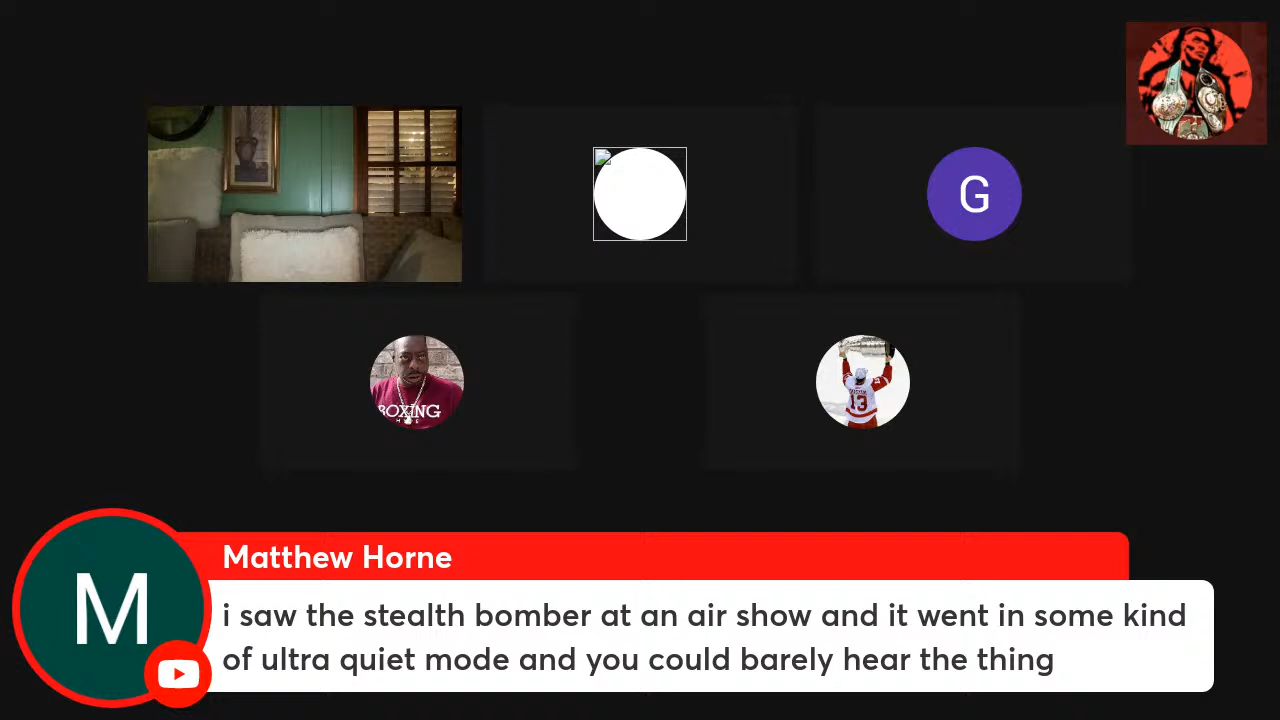 G
BOXING
13
M
Matthew Horne
i saw the stealth bomber at an air show and it went in some kind
of ultra quiet mode and you could barely hear the thing